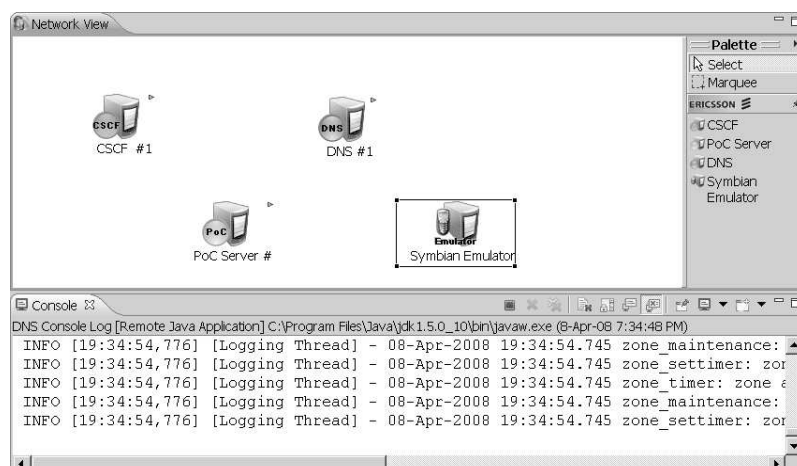 Network View
Palette
Select
Marquee
ERICSSON
CSCF
PoC Server
DNS
Symbian
Emulator
CSCF
CSCF #1
DNS
DNS #1
PoC
PoC Server #
Emulator
Symbian Emulator
Console
DNS Console Log [Remote Java Application] C:\Program Files\Java\jdk1.5.0_10\bin\javaw.exe (8-Apr-08 7:34:48 PM)
INFO [19:34:54,776] [Logging Thread] - 08-Apr-2008 19:34:54.745 zone_maintenance:
INFO [19:34:54,776] [Logging Thread] - 08-Apr-2008 19:34:54.745 zone_settimer: zon
INFO [19:34:54,776] [Logging Thread] - 08-Apr-2008 19:34:54.745 zone_timer: zone a
INFO [19:34:54,776] [Logging Thread] - 08-Apr-2008 19:34:54.745 zone_maintenance:
INFO [19:34:54,776] [Logging Thread] - 08-Apr-2008 19:34:54.745 zone_settimer: zon